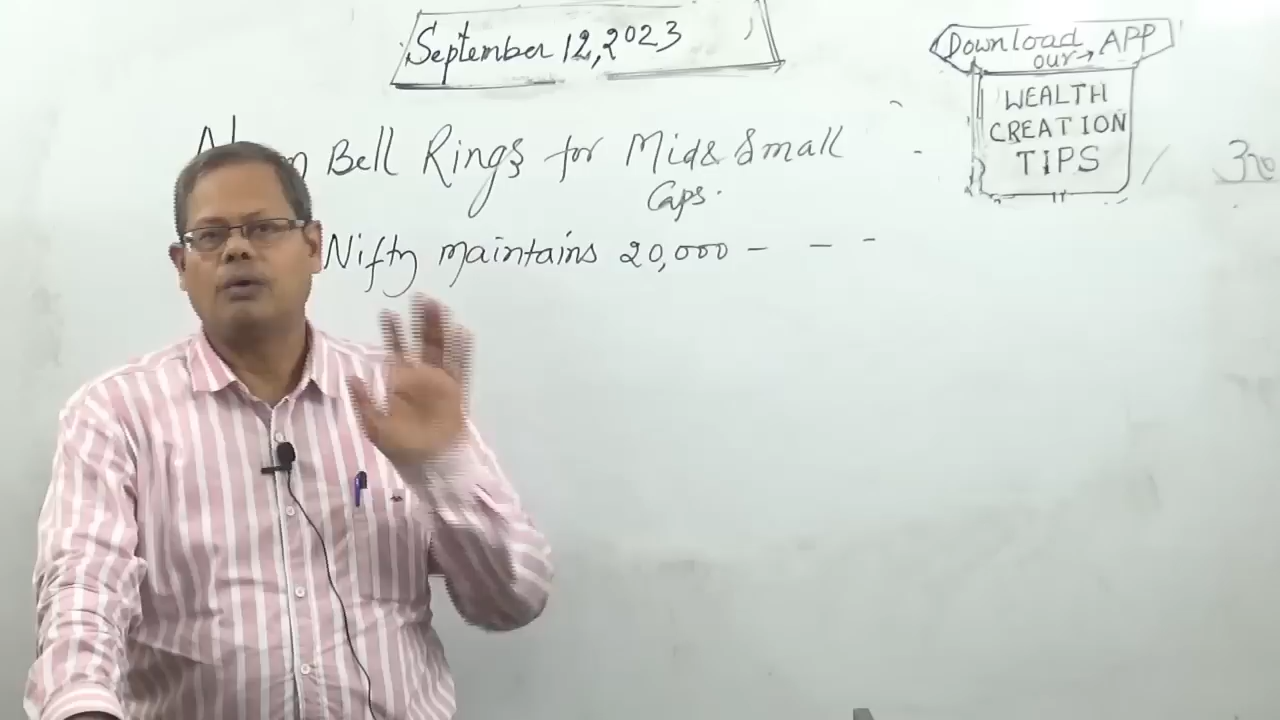 September 12, 2023
Download APP
our→
WEALTH
CREATION
TIPS
Bell Rings for Mid& Small
Caps.
Nifty maintains 20,000 - - -